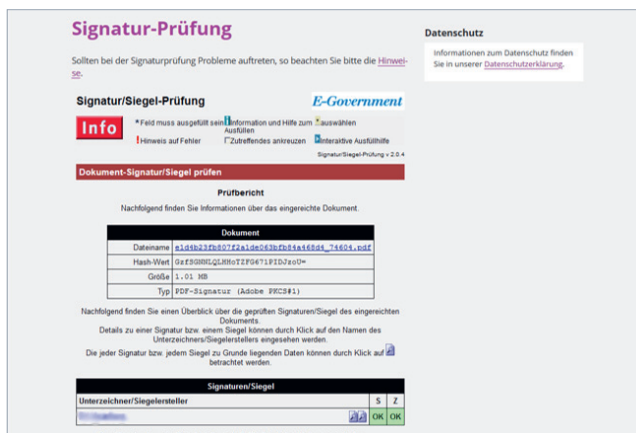 Signatur-Prüfung
Sollten bei der Signaturprüfung Probleme auftreten, so beachten Sie bitte die Hinwei-
se.
Datenschutz
Informationen zum Datenschutz finden
Sie in unserer Datenschutzerklärung.
Signatur/Siegel-Prüfung
E-Government
Info
*Feld muss ausgefüllt sein Information und Hilfe zum Ausfüllen auswählen
!Hinweis auf Fehler Zutreffendes ankreuzen Interaktive Ausfüllhilfe
Signatur/Siegel-Prüfung v 2.0.4
Dokument-Signatur/Siegel prüfen
Prüfbericht
Nachfolgend finden Sie Informationen über das eingereichte Dokument.
Dokument
Dateiname
Hash-Wert
Größe 1.01 MB
Typ PDF-Signatur (Adobe PKCS#1)
Nachfolgend finden Sie einen Überblick über die geprüften Signaturen/Siegel des eingereichten
Dokuments.
Details zu einer Signatur bzw. einem Siegel können durch Klick auf den Namen des
Unterzeichners/Siegelerstellers eingesehen werden.
Die jeder Signatur bzw. jedem Siegel zu Grunde liegenden Daten können durch Klick auf
betrachtet werden.
Signaturen/Siegel
Unterzeichner/Siegelersteller S Z
OK OK